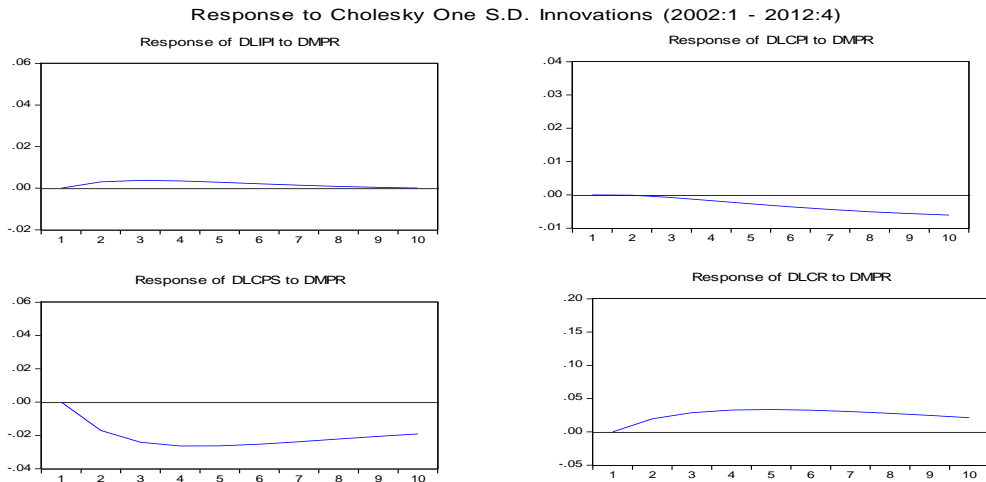 Response to Cholesky One S.D. Innovations (2002:1 - 2012:4)
Response of DLIPI to DMPR
.06
.04
.02
.00
-.02
1 2 3 4 5 6 7 8 9 10
Response of DLCPI to DMPR
.04
.03
.02
.01
.00
-.01
1 2 3 4 5 6 7 8 9 10
Response of DLCPS to DMPR
.06
.04
.02
.00
-.02
-.04
1 2 3 4 5 6 7 8 9 10
Response of DLCR to DMPR
.20
.15
.10
.05
.00
-.05
1 2 3 4 5 6 7 8 9 10